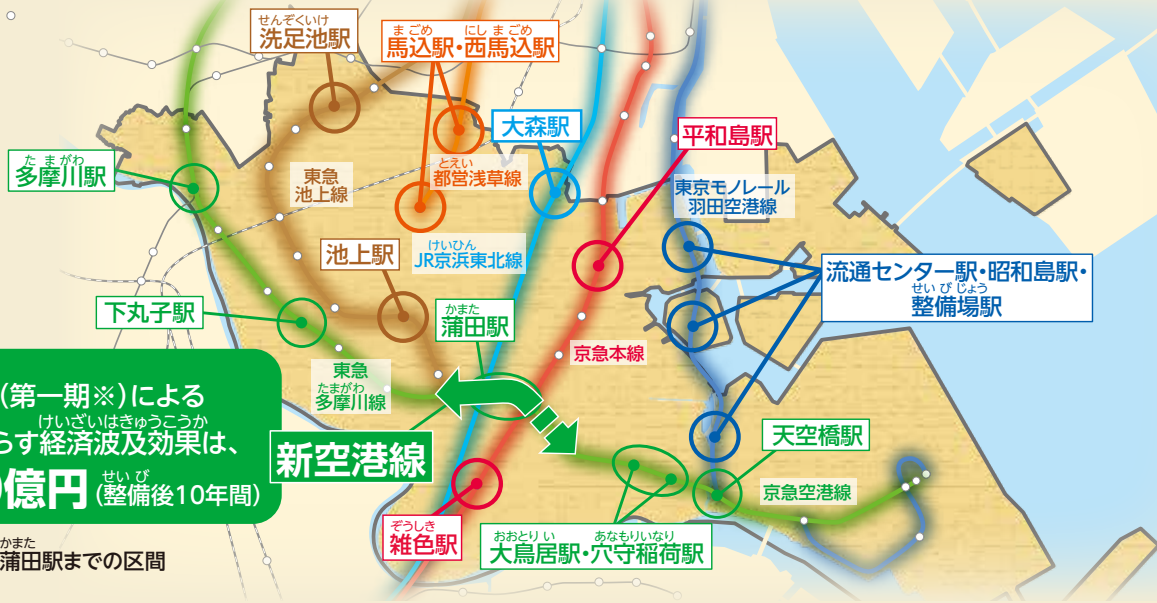 せんぞくいけ
洗足池駅
まごめ にしまごめ
馬込駅・西馬込駅
大森駅
平和島駅
たまがわ
多摩川駅
東急
池上線
とえい
都営浅草線
東京モノレール
羽田空港線
池上駅
けいひん
JR京浜東北線
流通センター駅・昭和島駅・
せいびじょう
整備場駅
下丸子駅
かまた
蒲田駅
京急本線
東急
たまがわ
多摩川線
(第一期※)による
けいざいはきゅうこうか
らす経済波及効果は、
億円(整備後10年間)
せいび
新空港線
天空橋駅
京急空港線
ぞうしき
雑色駅
おおとりい あなもりいなり
大鳥居駅・穴守稲荷駅
かまた
蒲田駅までの区間